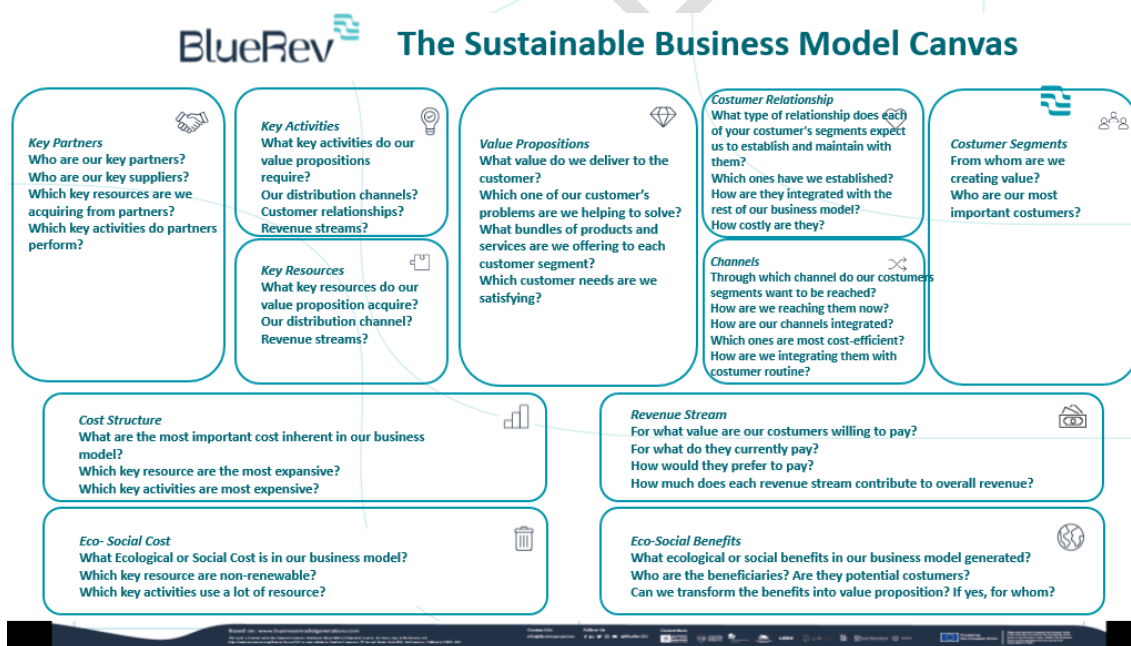 BlueRev
The Sustainable Business Model Canvas
Key Partners
Who are our key partners?
Who are our key suppliers?
Which key resources are we
acquiring from partners?
Which key activities do partners
perform?
Key Activities
What key activities do our
value propositions
require?
Our distribution channels?
Customer relationships?
Revenue streams?
Key Resources
What key resources do our
value proposition acquire?
Our distribution channel?
Revenue streams?
Value Propositions
What value do we deliver to the
customer?
Which one of our customer's
problems are we helping to solve?
What bundles of products and
services are we offering to each
customer segment?
Which customer needs are we
satisfying?
Costumer Relationship
What type of relationship does each
of your costumer's segments expect
us to establish and maintain with
them?
Which ones have we established?
How are they integrated with the
rest of our business model?
How costly are they?
Channels
Through which channel do our costumers
segments want to be reached?
How are we reaching them now?
How are our channels integrated?
Which ones are most cost-efficient?
How are we integrating them with
costumer routine?
Costumer Segments
From whom are we
creating value?
Who are our most
important costumers?
Cost Structure
What are the most important cost inherent in our business
model?
Which key resource are the most expansive?
Which key activities are most expensive?
Revenue Stream
For what value are our costumers willing to pay?
For what do they currently pay?
How would they prefer to pay?
How much does each revenue stream contribute to overall revenue?
Eco- Social Cost
What Ecological or Social Cost is in our business model?
Which key resource are non-renewable?
Which key activities use a lot of resource?
Eco-Social Benefits
What ecological or social benefits in our business model generated?
Who are the beneficiaries? Are they potential costumers?
Can we transform the benefits into value proposition? If yes, for whom?
Based on: www.businessmodelgeneration.com